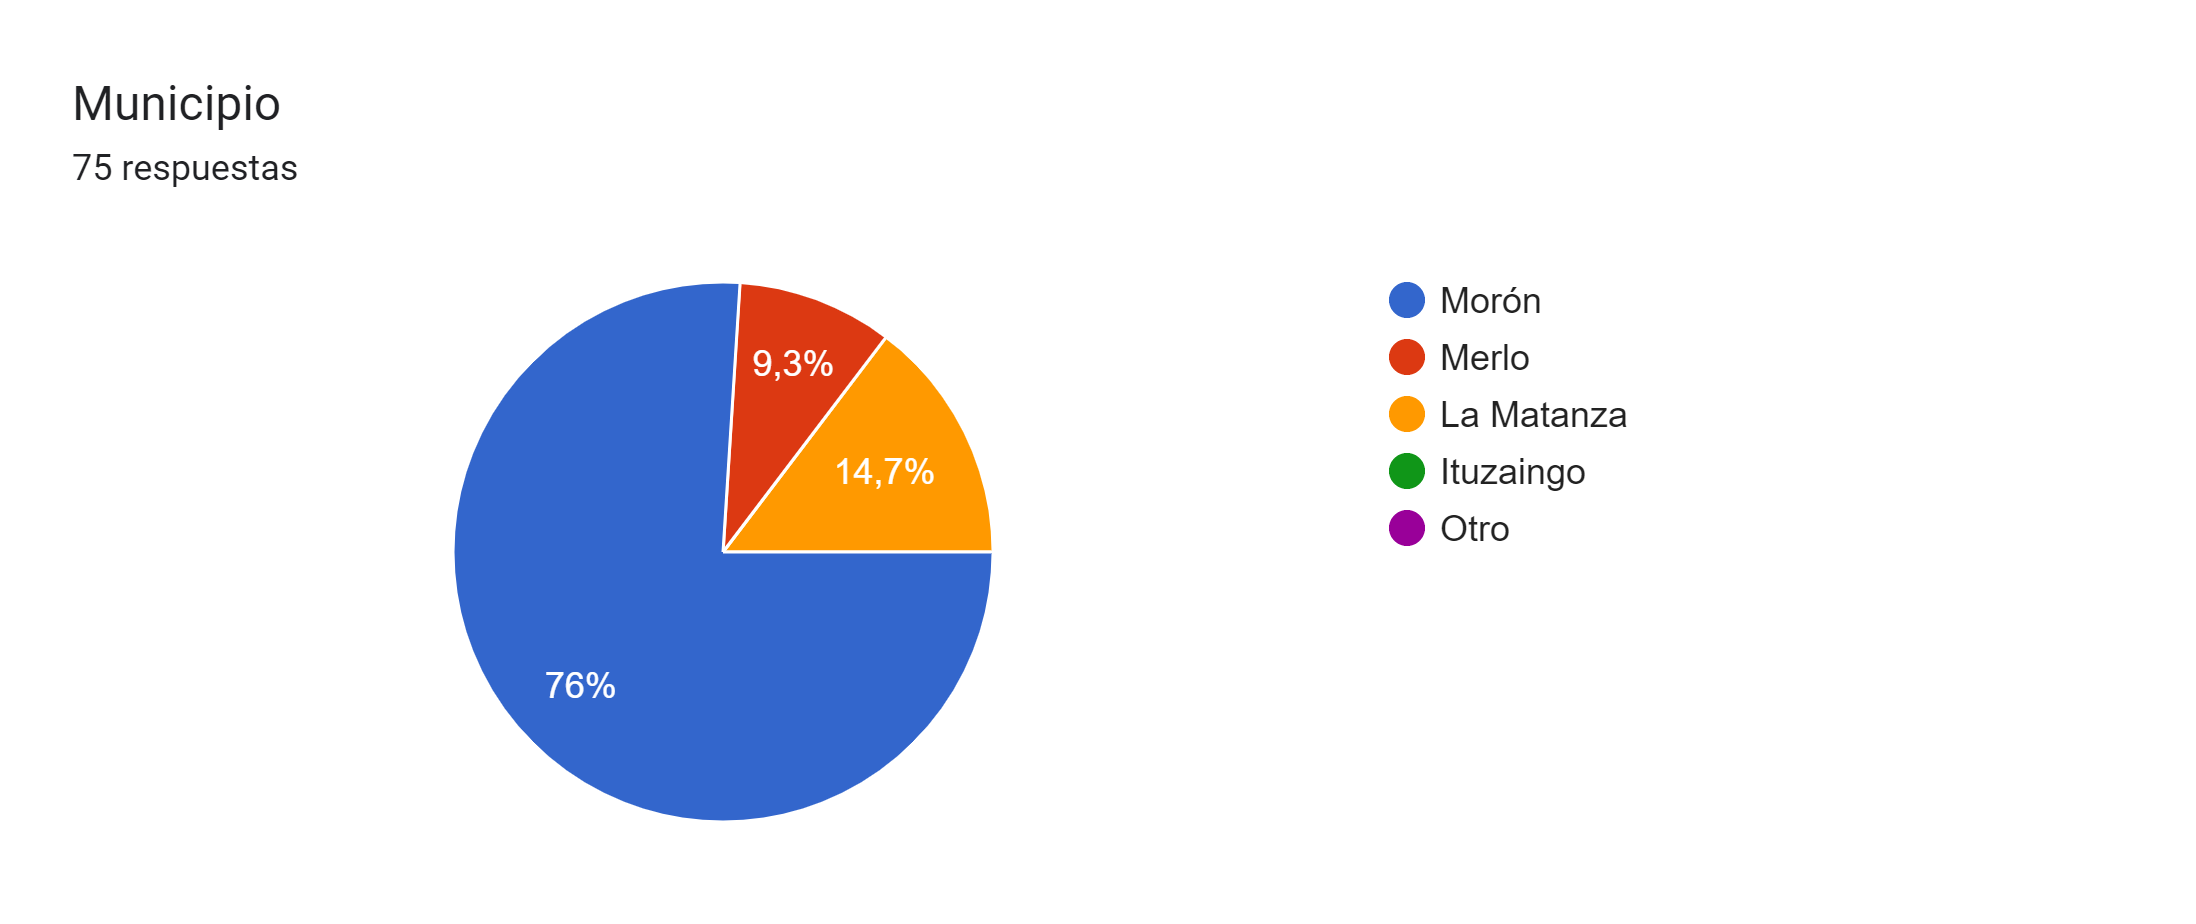 Municipio
75 respuestas
9,3%
14,7%
76%
Morón
Merlo
La Matanza
Ituzaingo
Otro